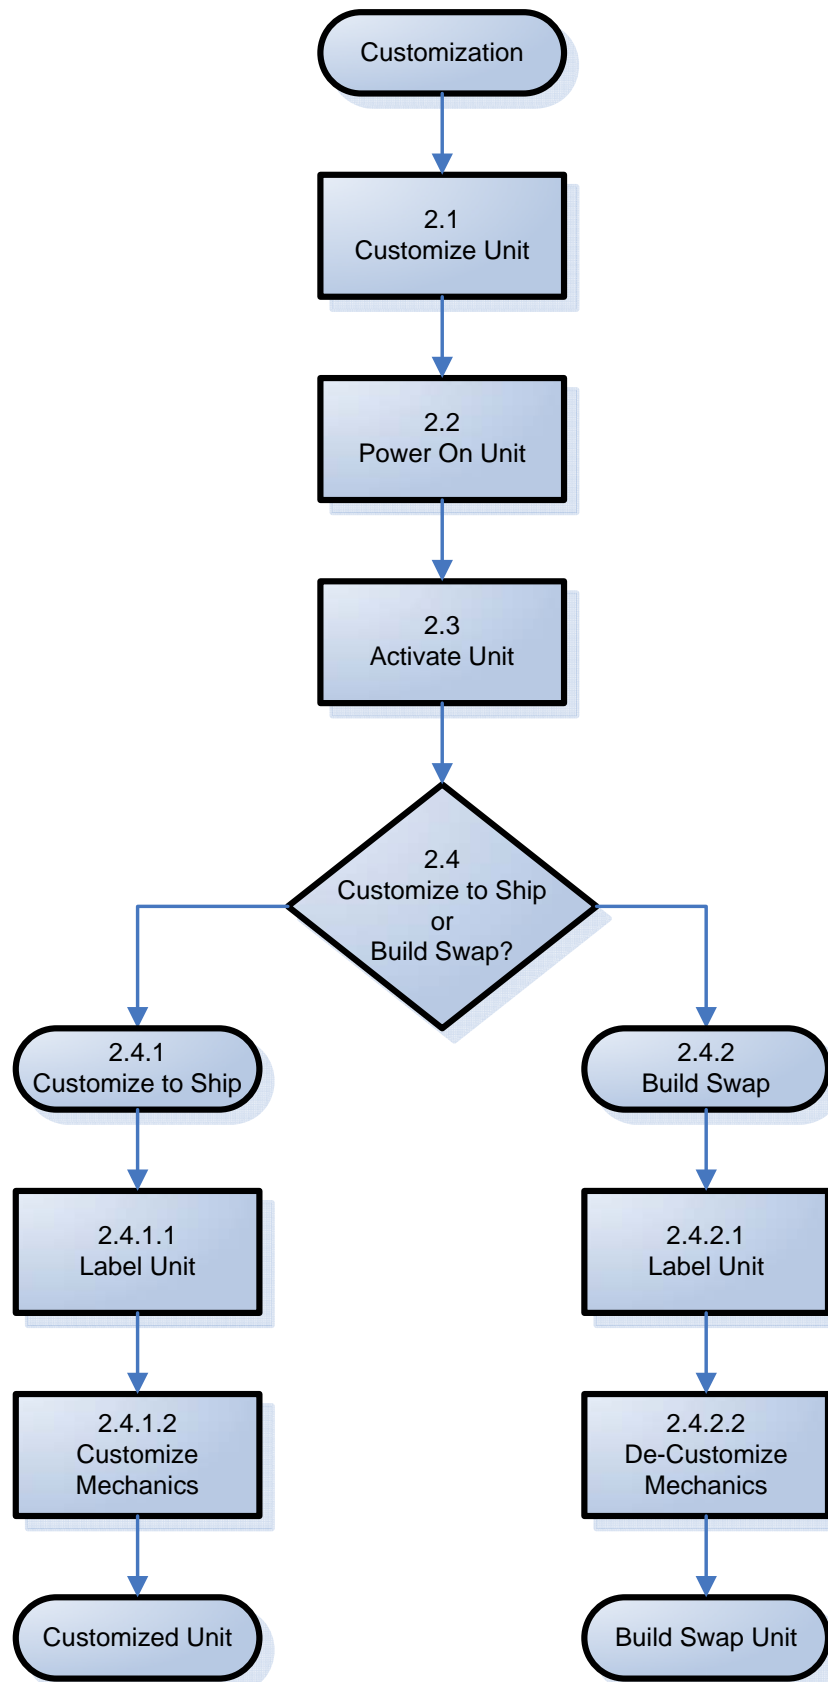 Customization
2.1
Customize Unit
2.2
Power On Unit
2.3
Activate Unit
2.4
Customize to Ship
or
Build Swap?
2.4.1
Customize to Ship
2.4.2
Build Swap
2.4.1.1
Label Unit
2.4.2.1
Label Unit
2.4.1.2
Customize
Mechanics
2.4.2.2
De-Customize
Mechanics
Customized Unit
Build Swap Unit